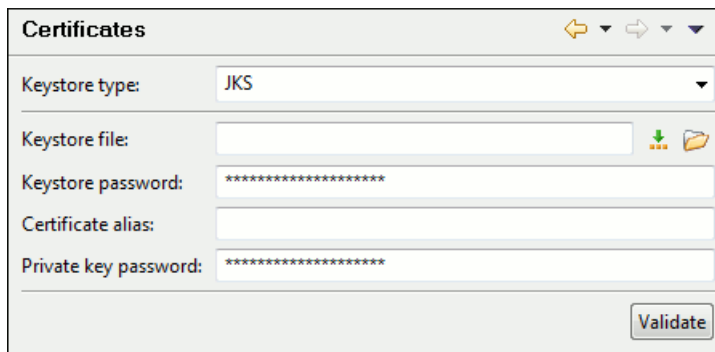 Certificates
Keystore type: JKS
Keystore file:
Keystore password: ********************
Certificate alias:
Private key password: ********************
Validate